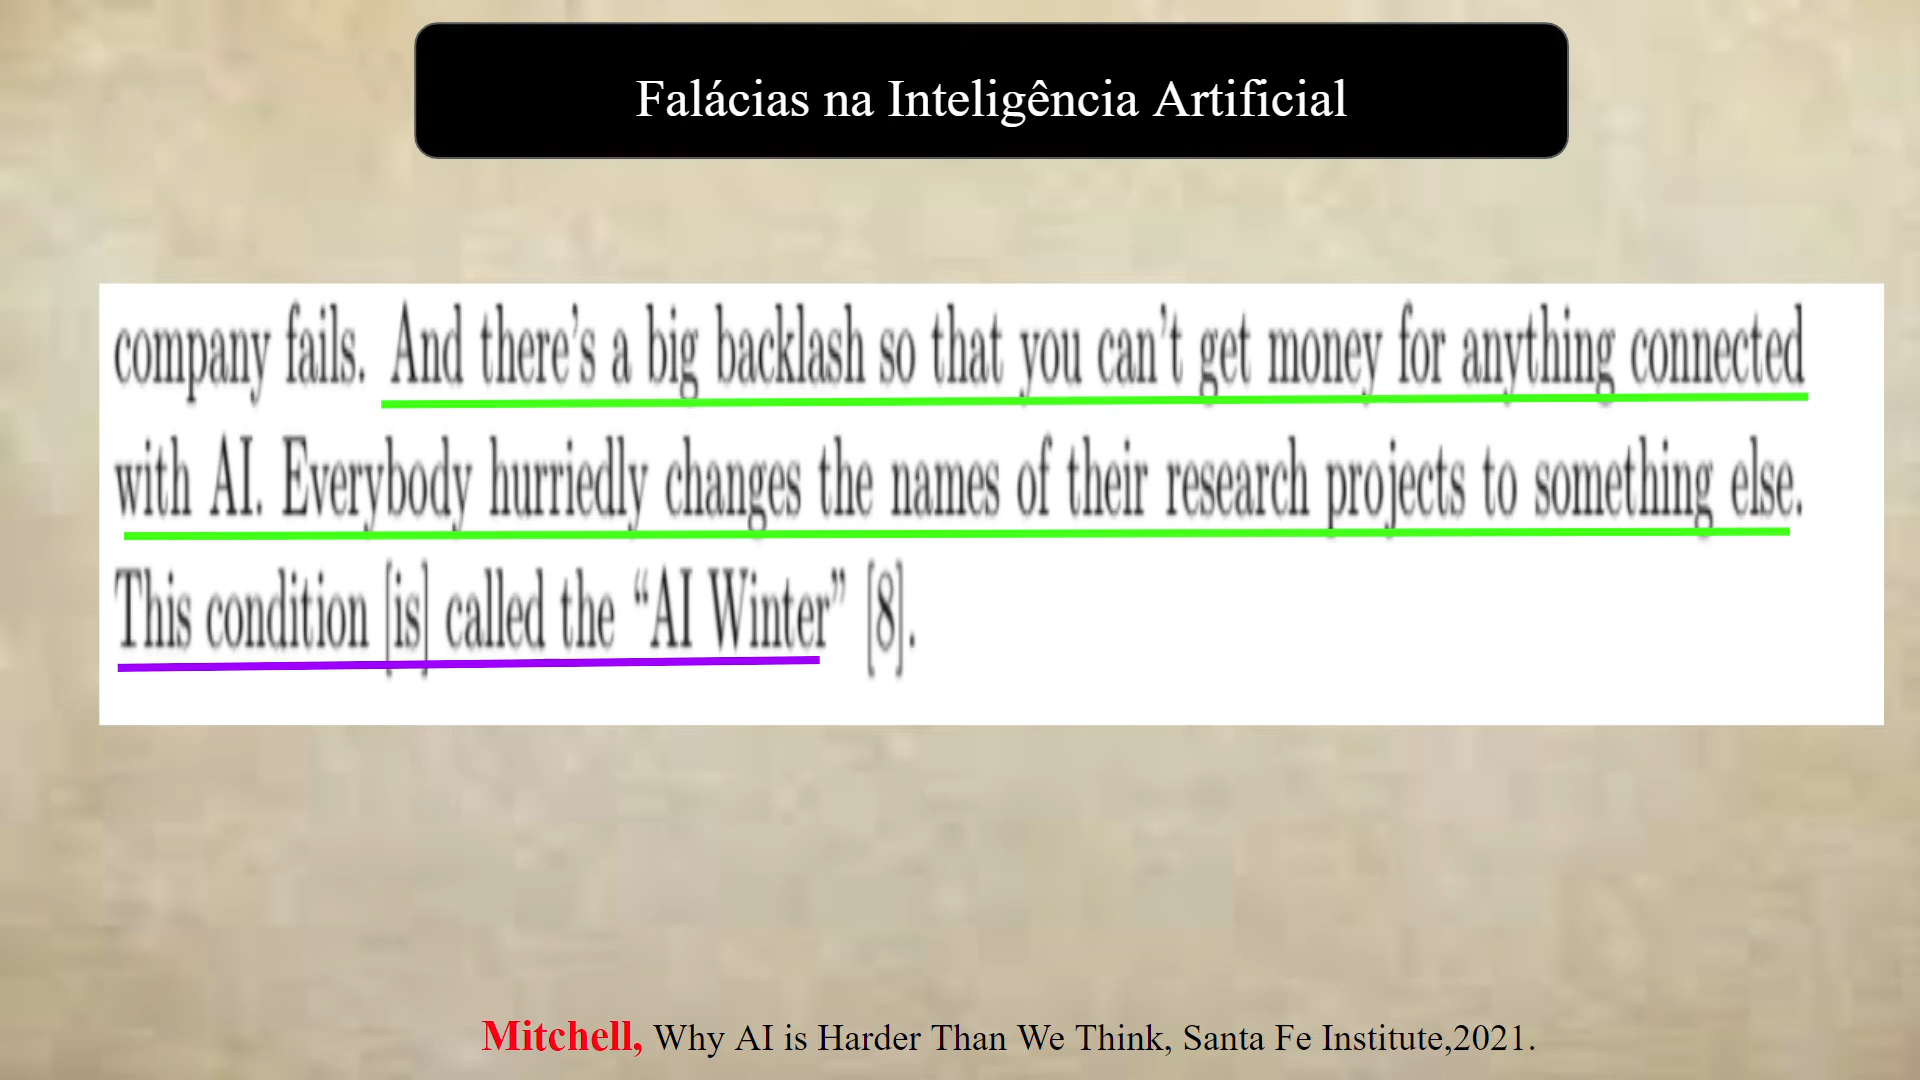 Falácias na Inteligência Artificial
company fails. And there's a big backlash so that you can't get money for anything connected
with AI. Everybody hurriedly changes the names of their research projects to something else.
This condition [is] called the “AI Winter” [8].
Mitchell, Why AI is Harder Than We Think, Santa Fe Institute,2021.